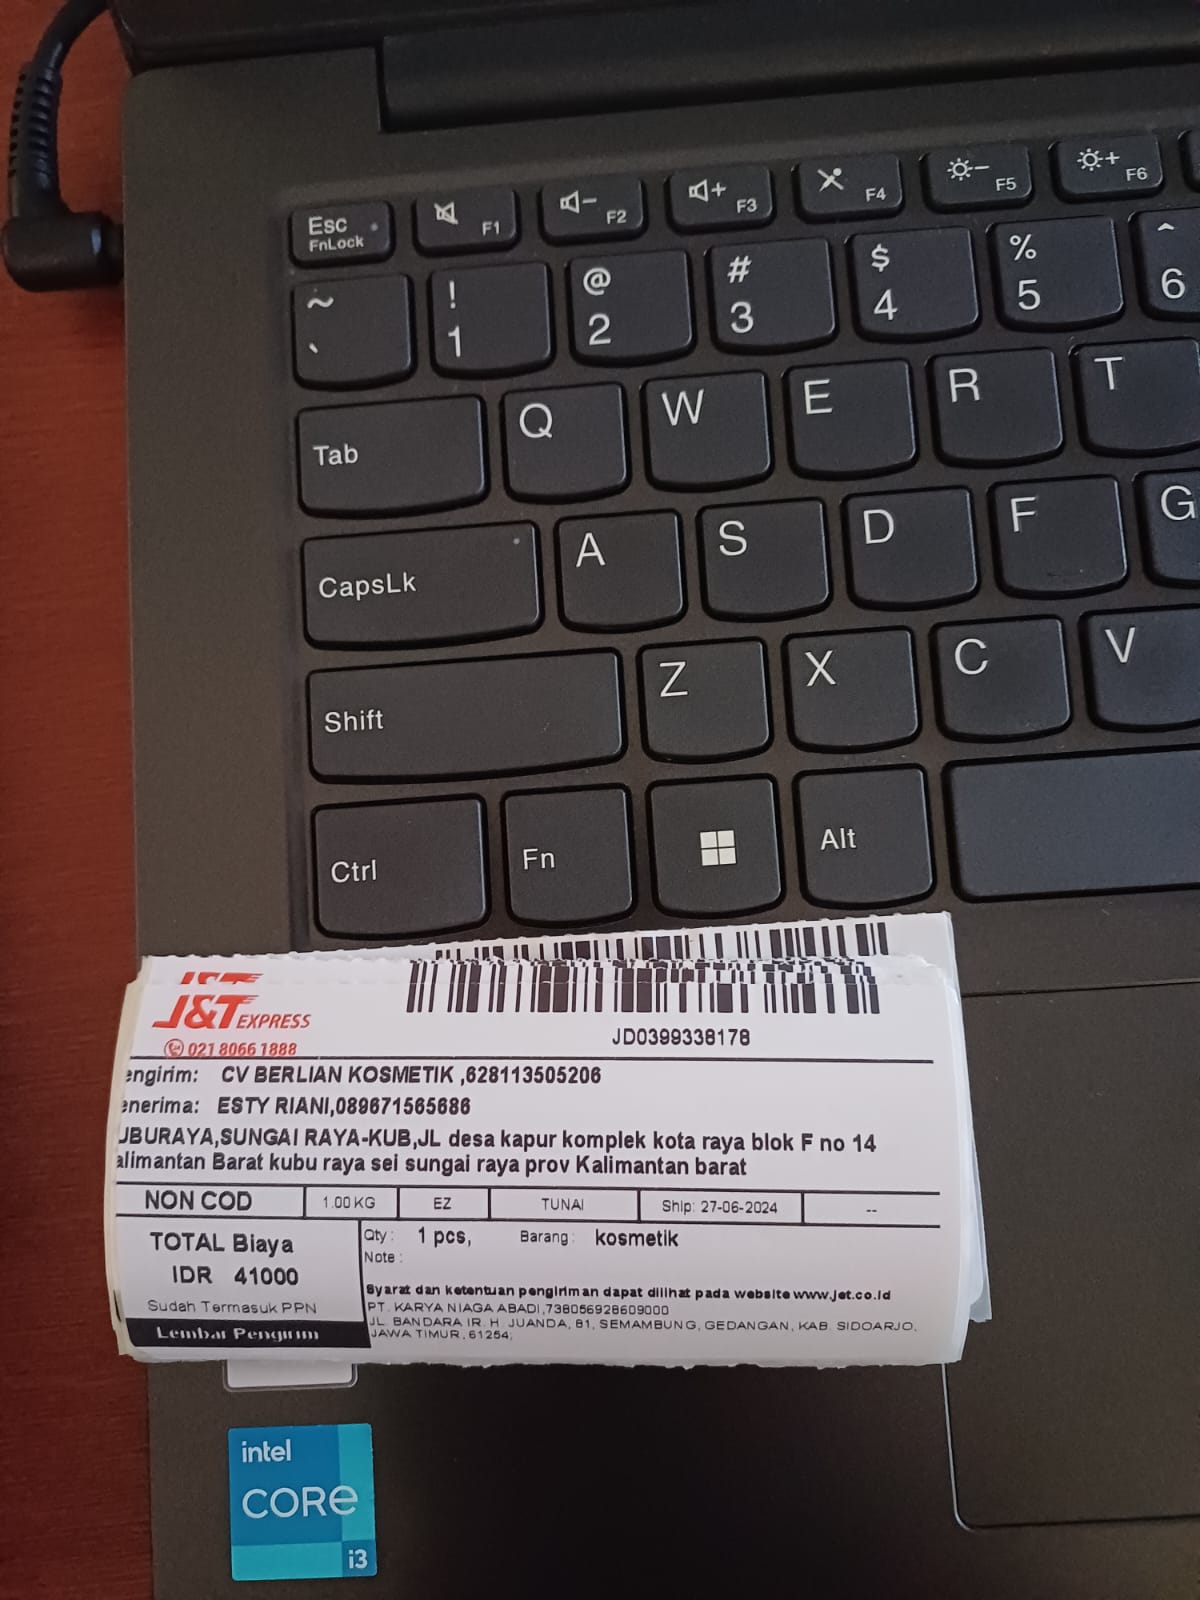 Esc
FnLock
F1
F2
F3
F4
F5
F6
~
`
!
1
@
2
#
3
$
4
%
5
^
6
Tab
Q
W
E
R
T
CapsLk
A
S
D
F
G
Shift
Z
X
C
V
Ctrl
Fn
Alt
J&T EXPRESS
021 8066 1888
JD0399338178
engirim: CV BERLIAN KOSMETIK ,628113505206
enerima: ESTY RIANI,089671565686
UBURAYA,SUNGAI RAYA-KUB,JL desa kapur komplek kota raya blok F no 14
alimantan Barat kubu raya sei sungai raya prov Kalimantan barat
NON COD 1.00 KG EZ TUNAI Ship: 27-06-2024 --
TOTAL Biaya
IDR 41000
Sudah Termasuk PPN
Lembar Pengirim
Qty : 1 pcs, Barang : kosmetik
Note :
Syarat dan ketentuan pengiriman dapat dilihat pada website www.jet.co.id
PT. KARYA NIAGA ABADI,738056928609000
JL. BANDARA IR. H. JUANDA, 81, SEMAMBUNG, GEDANGAN, KAB. SIDOARJO,
JAWA TIMUR, 61254;
intel
CORE
i3